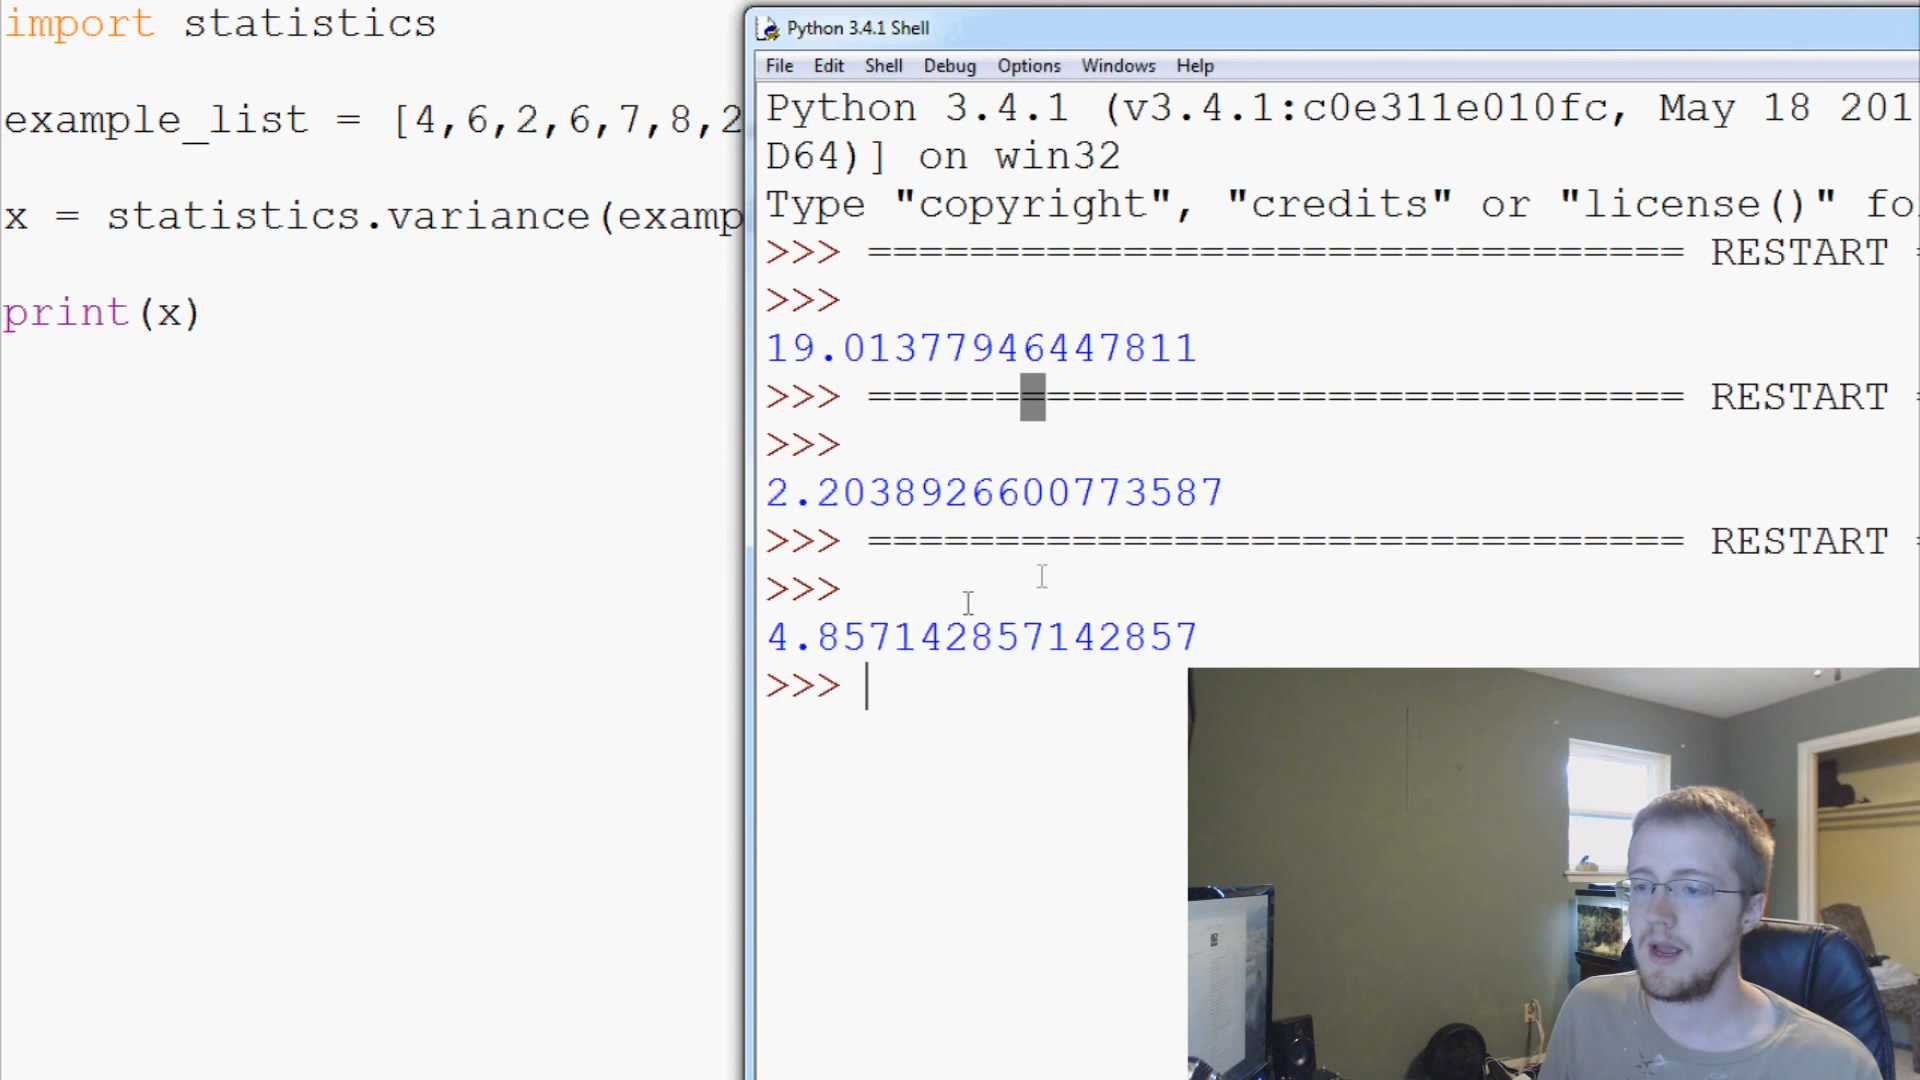 import statistics
example_list = [4,6,2,6,7,8,2
x = statistics.variance(examp
print(x)
Python 3.4.1 Shell
File Edit Shell Debug Options Windows Help
Python 3.4.1 (v3.4.1:c0e311e010fc, May 18 201
D64)] on win32
Type "copyright", "credits" or "license()" fo
>>> ================================ RESTART =
>>>
19.01377946447811
>>> ================================ RESTART =
>>>
2.2038926600773587
>>> ================================ RESTART =
>>>
4.857142857142857
>>>